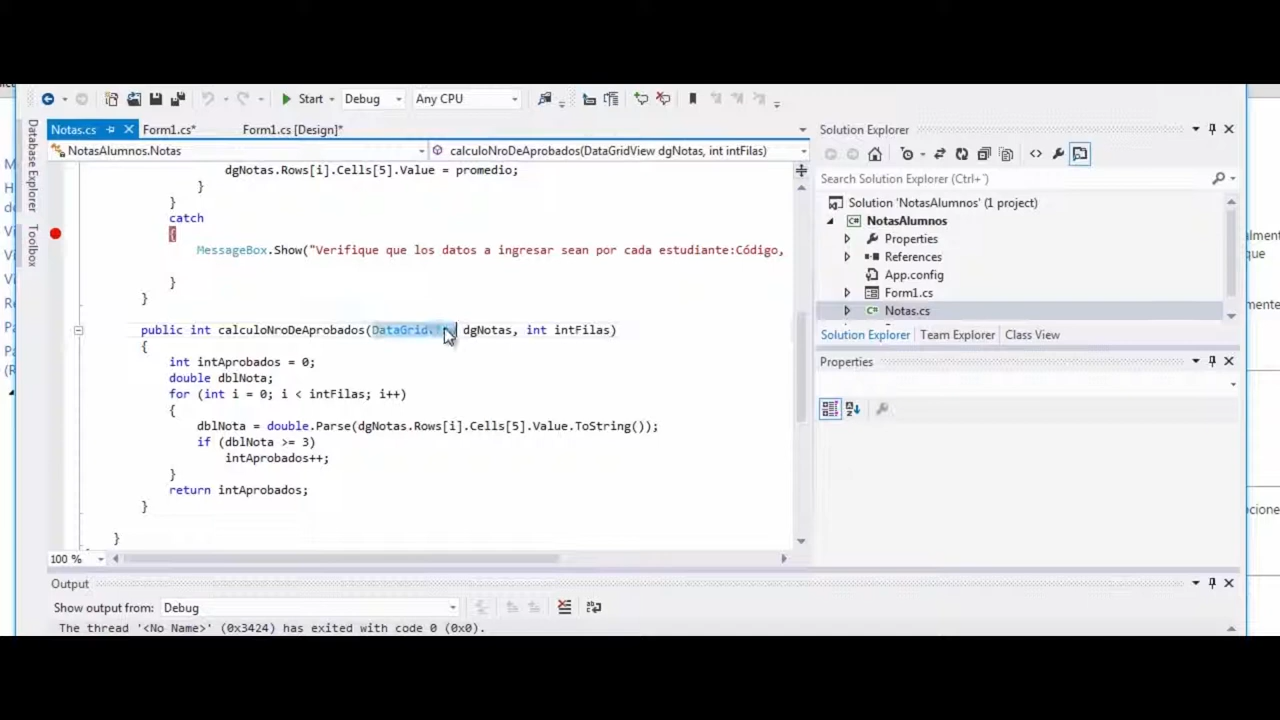 Start
Debug
Any CPU
Notas.cs
Form1.cs*
Form1.cs [Design]*
Solution Explorer
NotasAlumnos.Notas
calculoNroDeAprobados(DataGridView dgNotas, int intFilas)
Database Explorer
Toolbox
dgNotas.Rows[i].Cells[5].Value = promedio;
}
}
catch
{
MessageBox.Show("Verifique que los datos a ingresar sean por cada estudiante:Código,
}
}
public int calculoNroDeAprobados( dgNotas, int intFilas)
{
int intAprobados = 0;
double dblNota;
for (int i = 0; i < intFilas; i++)
{
dblNota = double.Parse(dgNotas.Rows[i].Cells[5].Value.ToString());
if (dblNota >= 3)
intAprobados++;
}
return intAprobados;
}
}
100 %
Search Solution Explorer (Ctrl+¨)
Solution 'NotasAlumnos' (1 project)
NotasAlumnos
Properties
References
App.config
Form1.cs
Notas.cs
Solution Explorer
Team Explorer
Class View
Properties
Output
Show output from:
Debug
The thread '<No Name>' (0x3424) has exited with code 0 (0x0).